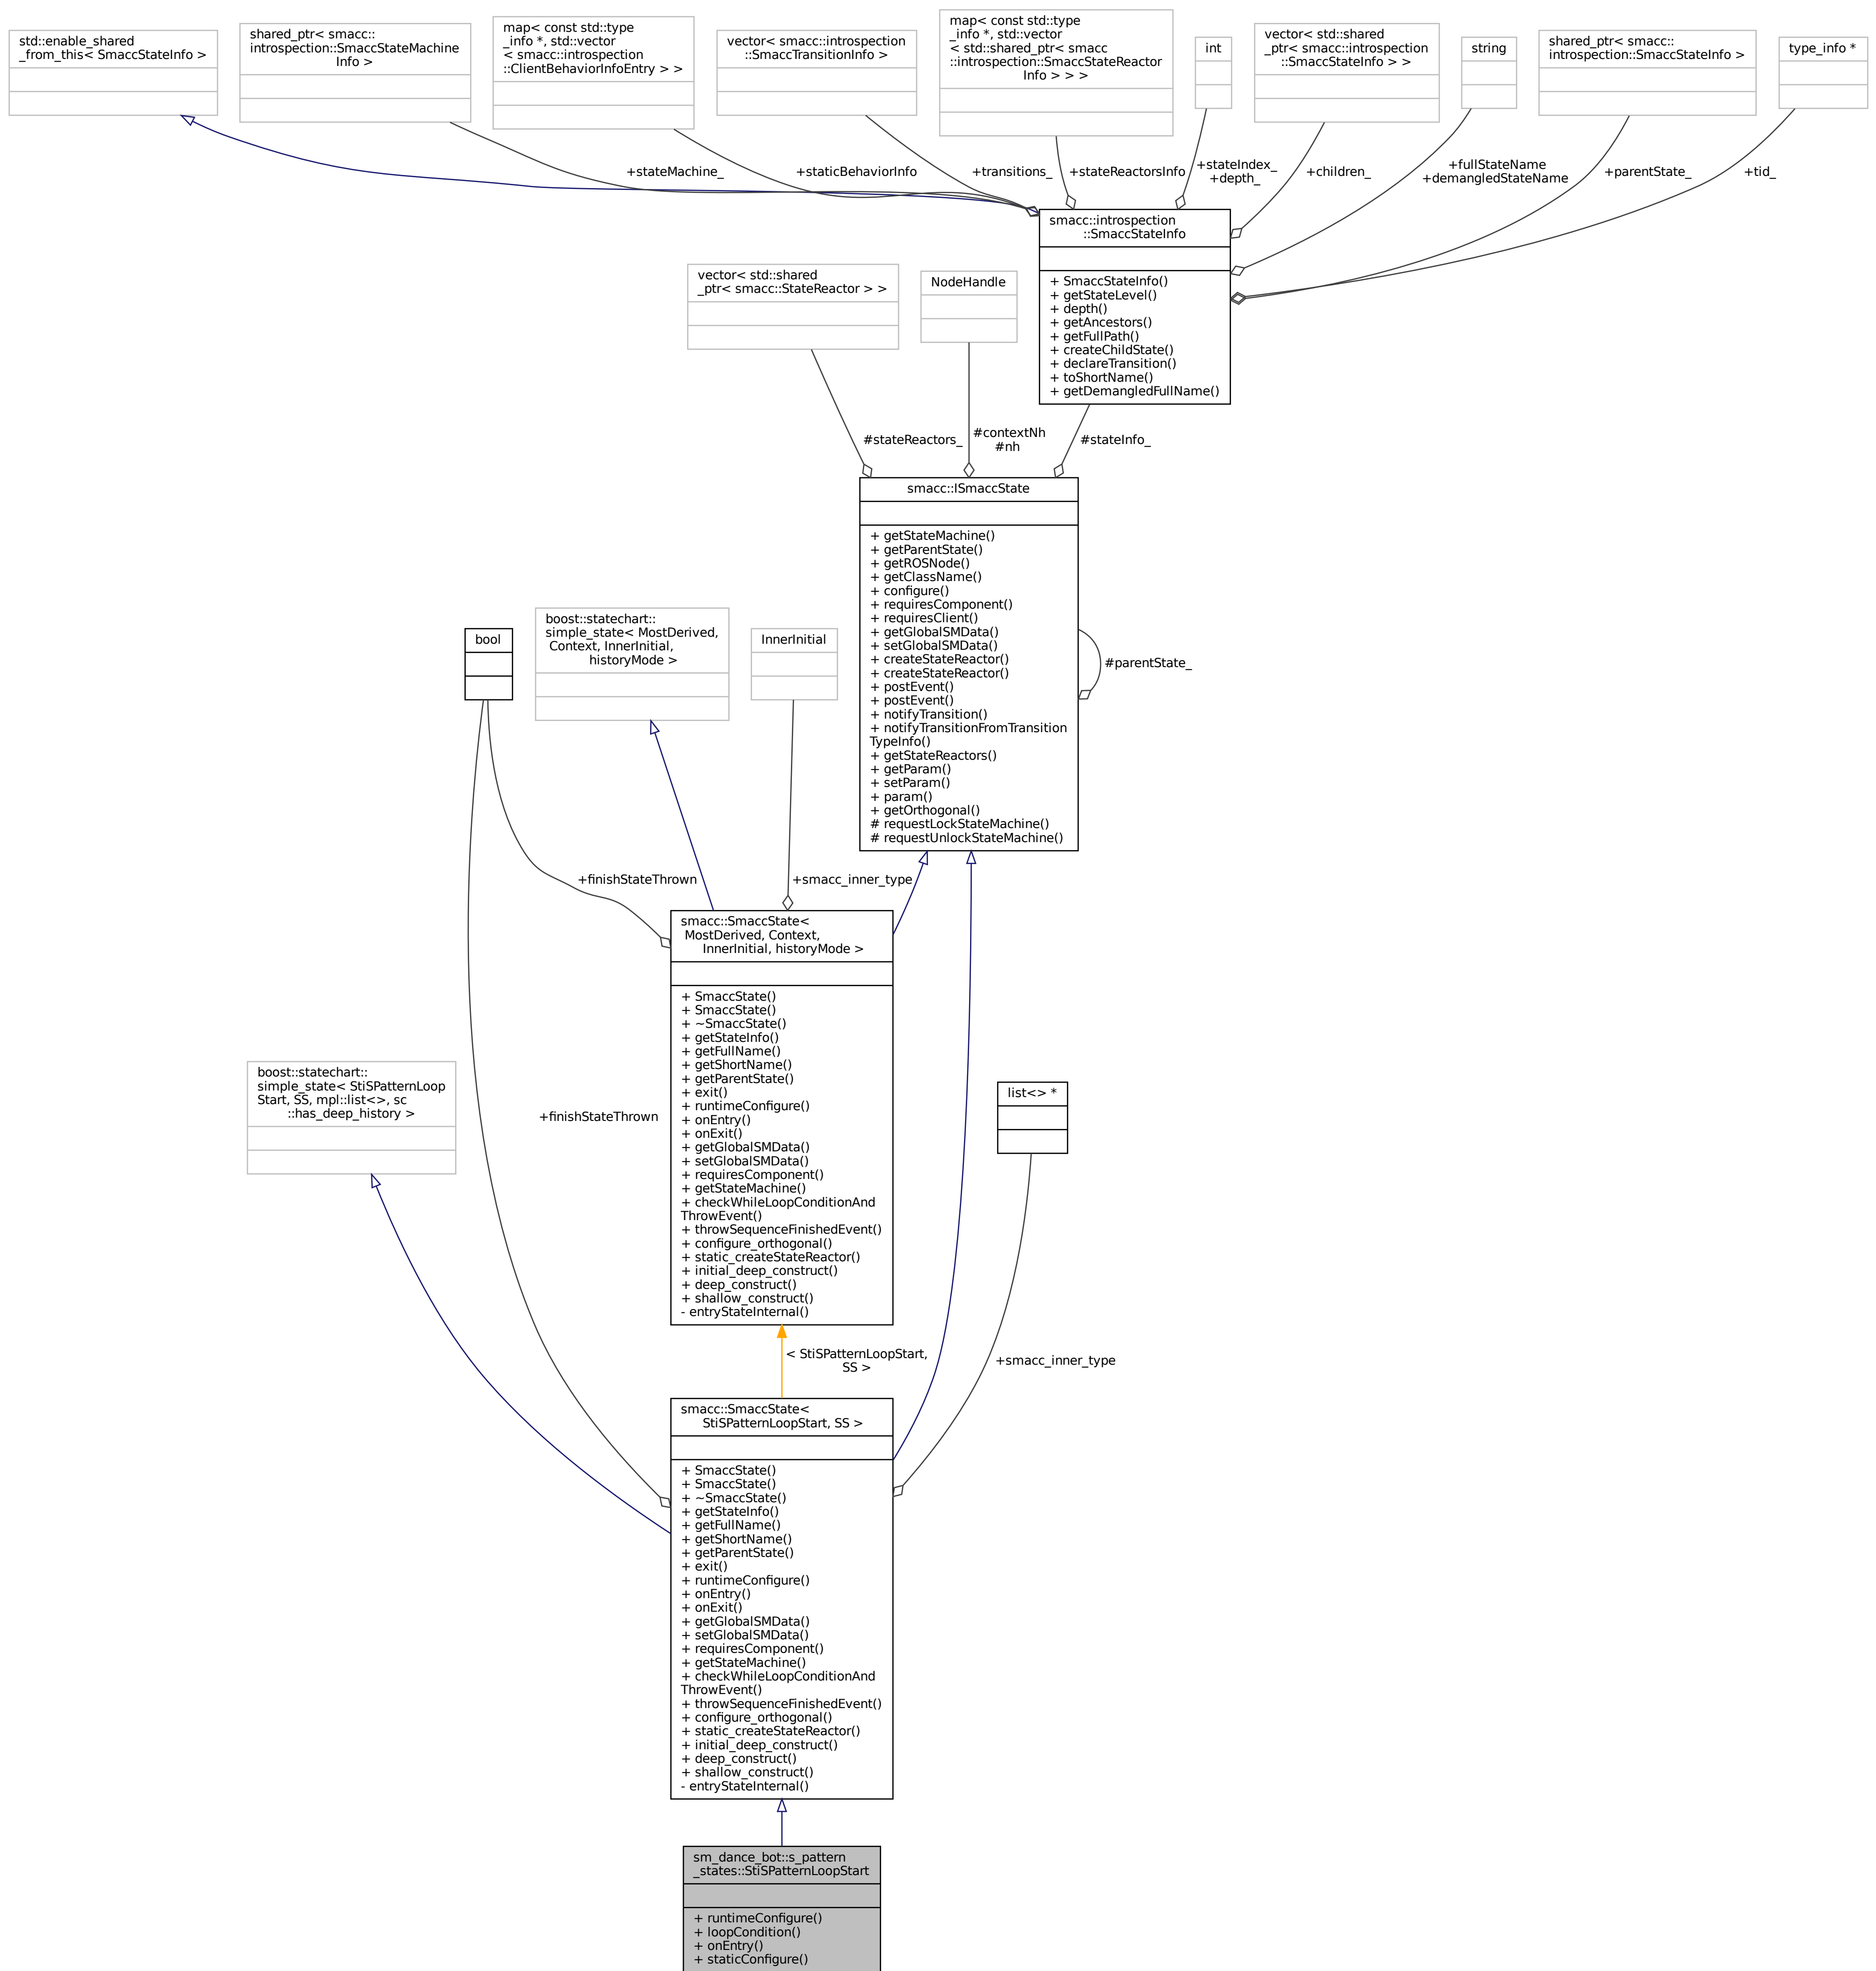 std::enable_shared
_from_this< SmaccStateInfo >
shared_ptr< smacc::
introspection::SmaccStateMachine
Info >
map< const std::type
_info *, std::vector
< smacc::introspection
::ClientBehaviorInfoEntry > >
vector< smacc::introspection
::SmaccTransitionInfo >
map< const std::type
_info *, std::vector
< std::shared_ptr< smacc
::introspection::SmaccStateReactor
Info > > >
int
vector< std::shared
_ptr< smacc::introspection
::SmaccStateInfo > >
string
shared_ptr< smacc::
introspection::SmaccStateInfo >
type_info *
+stateMachine_
+staticBehaviorInfo
+transitions_
+stateReactorsInfo
+stateIndex_
+depth_
+children_
+fullStateName
+demangledStateName
+parentState_
+tid_
smacc::introspection
::SmaccStateInfo
+ SmaccStateInfo()
+ getStateLevel()
+ depth()
+ getAncestors()
+ getFullPath()
+ createChildState()
+ declareTransition()
+ toShortName()
+ getDemangledFullName()
vector< std::shared
_ptr< smacc::StateReactor > >
NodeHandle
#stateReactors_
#contextNh
#nh
#stateInfo_
smacc::ISmaccState
+ getStateMachine()
+ getParentState()
+ getROSNode()
+ getClassName()
+ configure()
+ requiresComponent()
+ requiresClient()
+ getGlobalSMData()
+ setGlobalSMData()
+ createStateReactor()
+ createStateReactor()
+ postEvent()
+ postEvent()
+ notifyTransition()
+ notifyTransitionFromTransition
TypeInfo()
+ getStateReactors()
+ getParam()
+ setParam()
+ param()
+ getOrthogonal()
# requestLockStateMachine()
# requestUnlockStateMachine()
#parentState_
bool
boost::statechart::
simple_state< MostDerived,
Context, InnerInitial,
historyMode >
InnerInitial
+finishStateThrown
+smacc_inner_type
smacc::SmaccState<
MostDerived, Context,
InnerInitial, historyMode >
+ SmaccState()
+ SmaccState()
+ ~SmaccState()
+ getStateInfo()
+ getFullName()
+ getShortName()
+ getParentState()
+ exit()
+ runtimeConfigure()
+ onEntry()
+ onExit()
+ getGlobalSMData()
+ setGlobalSMData()
+ requiresComponent()
+ getStateMachine()
+ checkWhileLoopConditionAnd
ThrowEvent()
+ throwSequenceFinishedEvent()
+ configure_orthogonal()
+ static_createStateReactor()
+ initial_deep_construct()
+ deep_construct()
+ shallow_construct()
- entryStateInternal()
boost::statechart::
simple_state< StiSPatternLoop
Start, SS, mpl::list<>, sc
::has_deep_history >
+finishStateThrown
list<> *
< StiSPatternLoopStart,
SS >
+smacc_inner_type
smacc::SmaccState<
StiSPatternLoopStart, SS >
+ SmaccState()
+ SmaccState()
+ ~SmaccState()
+ getStateInfo()
+ getFullName()
+ getShortName()
+ getParentState()
+ exit()
+ runtimeConfigure()
+ onEntry()
+ onExit()
+ getGlobalSMData()
+ setGlobalSMData()
+ requiresComponent()
+ getStateMachine()
+ checkWhileLoopConditionAnd
ThrowEvent()
+ throwSequenceFinishedEvent()
+ configure_orthogonal()
+ static_createStateReactor()
+ initial_deep_construct()
+ deep_construct()
+ shallow_construct()
- entryStateInternal()
sm_dance_bot::s_pattern
_states::StiSPatternLoopStart
+ runtimeConfigure()
+ loopCondition()
+ onEntry()
+ staticConfigure()